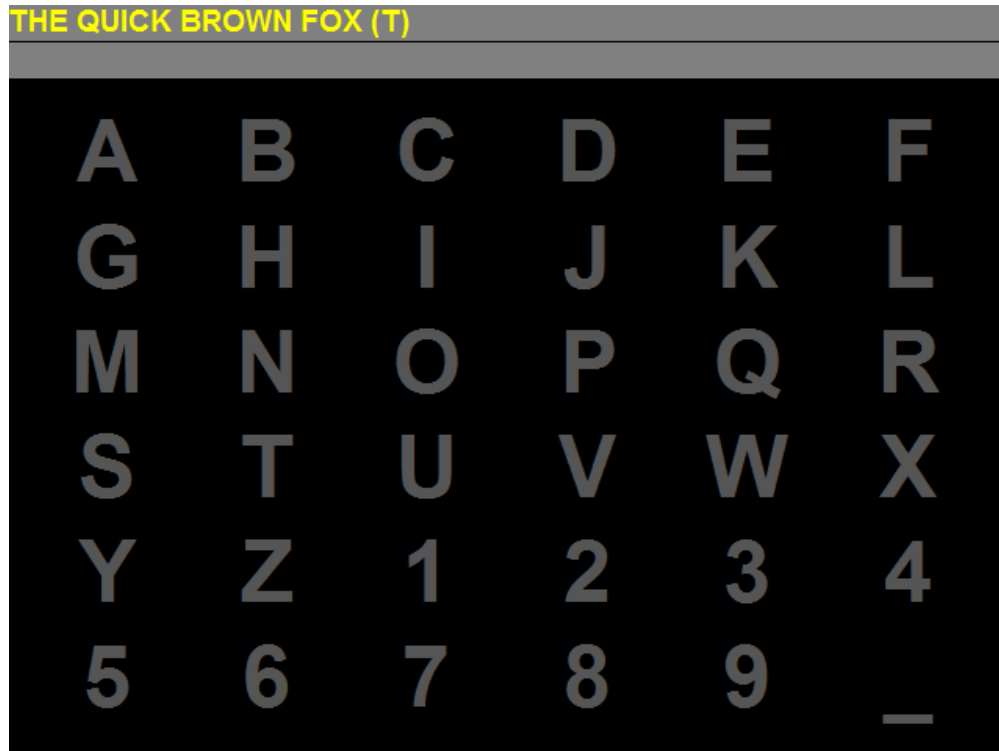 THE QUICK BROWN FOX (T)
A B C D E F
G H I J K L
M N O P Q R
S T U V W X
Y Z 1 2 3 4
5 6 7 8 9 _